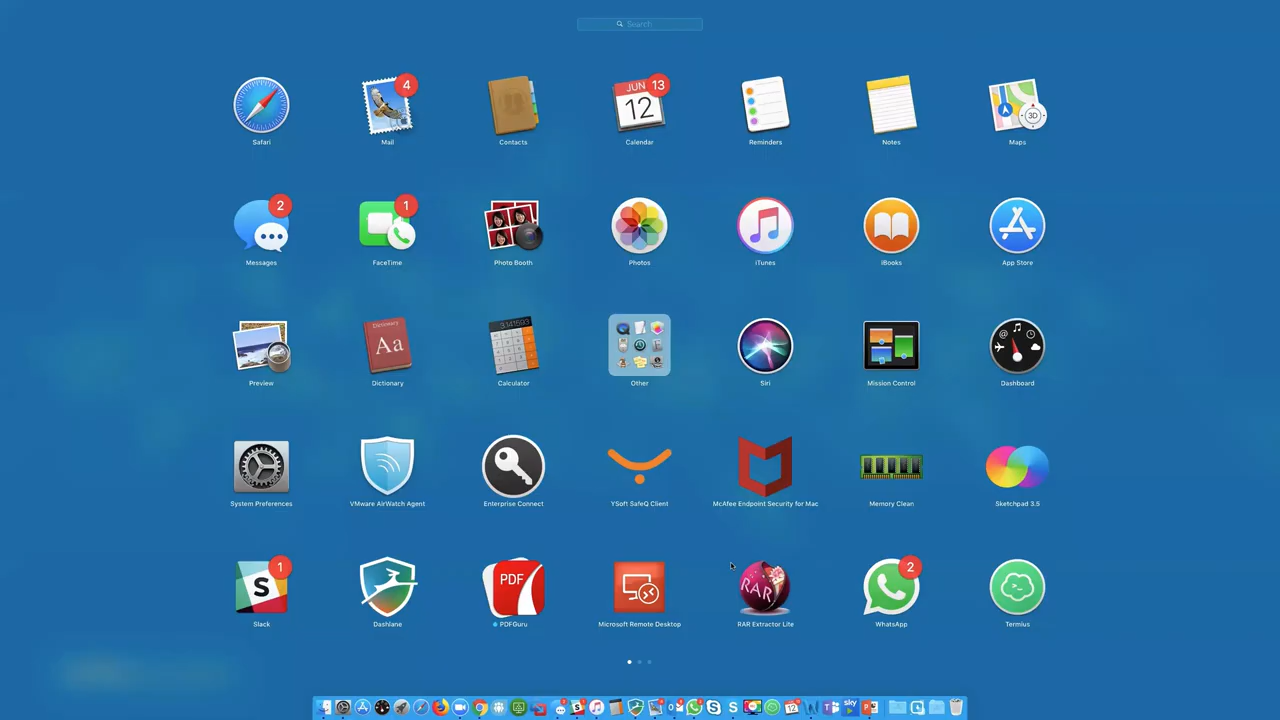 Search
4
JUN 13
12
Safari
Mail
Contacts
Calendar
Reminders
Notes
3D
Maps
2
1
Messages
FaceTime
Photo Booth
Photos
iTunes
iBooks
App Store
Dictionary
Aa
3.141593
Preview
Dictionary
Calculator
Other
Siri
Mission Control
Dashboard
System Preferences
VMware AirWatch Agent
Enterprise Connect
YSoft SafeQ Client
McAfee Endpoint Security for Mac
Memory Clean
Sketchpad 3.5
1
S
PDF
RAR
2
Slack
Dashlane
PDFGuru
Microsoft Remote Desktop
RAR Extractor Lite
WhatsApp
Termius
sky